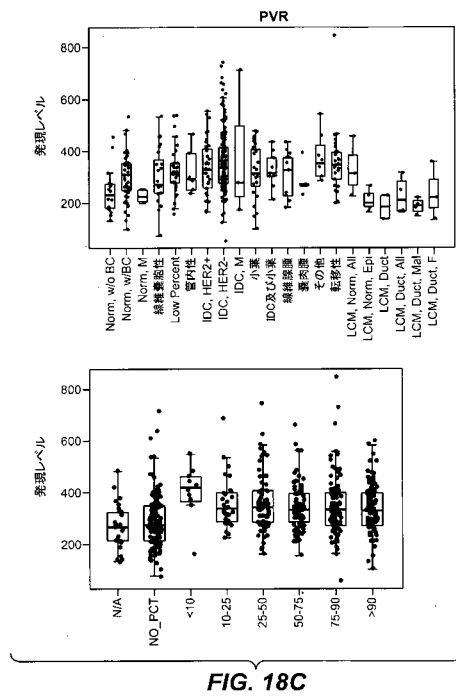 PVR
発現レベル
800
600
400
200
Norm, w/o BC
Norm, w/BC
Norm, M
線維嚢胞性
Low Percent
管内性
IDC, HER2+
IDC, HER2-
IDC, M
小葉
IDC及び小葉
線維腺腫
葉肉腫
その他
転移性
LCM, Norm, All
LCM, Norm, Epi
LCM, Duct
LCM, Duct, All
LCM, Duct, Mal
LCM, Duct, F
発現レベル
800
600
400
200
N/A
NO_PCT
<10
10-25
25-50
50-75
75-90
>90
FIG. 18C